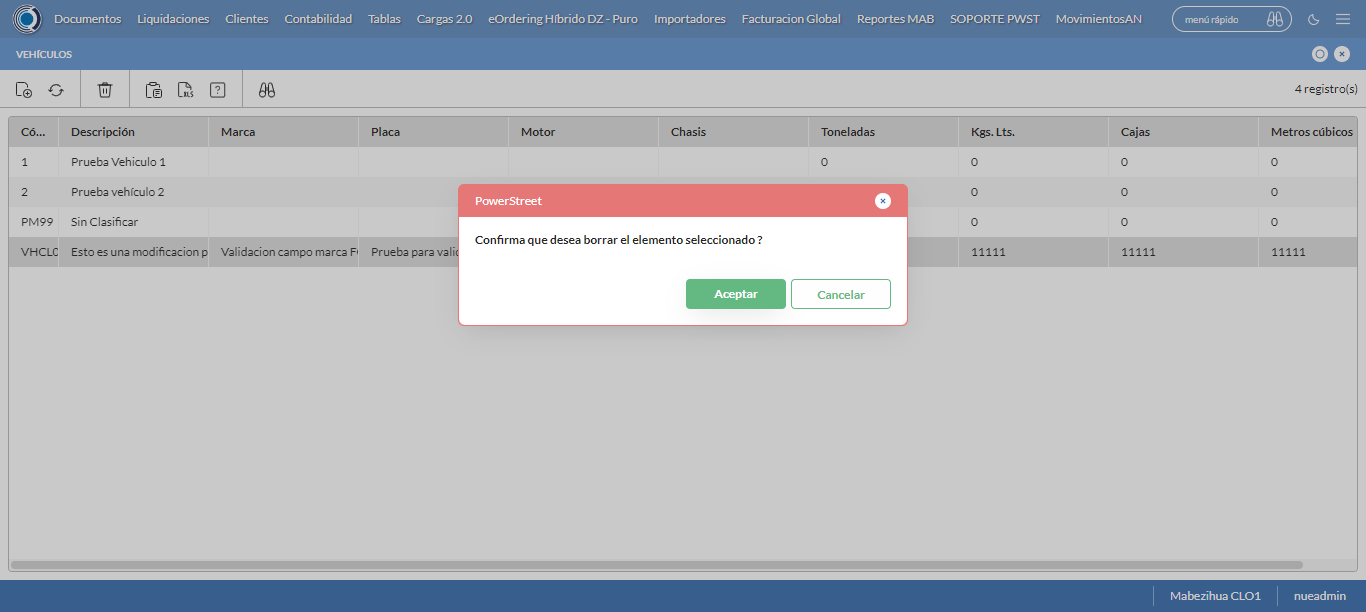 Documentos Liquidaciones Clientes Contabilidad Tablas Cargas 2.0 eOrdering Híbrido DZ - Puro Importadores Facturacion Global Reportes MAB SOPORTE PWST MovimientosAN menú rápido
VEHÍCULOS
XLS ? 4 registro(s)
Có... Descripción Marca Placa Motor Chasis Toneladas Kgs. Lts. Cajas Metros cúbicos
1 Prueba Vehiculo 1 0 0 0 0
2 Prueba vehículo 2 0 0 0
PM99 Sin Clasificar 0 0 0
VHCL0 Esto es una modificacion p Validacion campo marca F Prueba para valid 11111 11111 11111
PowerStreet
Confirma que desea borrar el elemento seleccionado ?
Aceptar Cancelar
Mabezihua CLO1 nueadmin